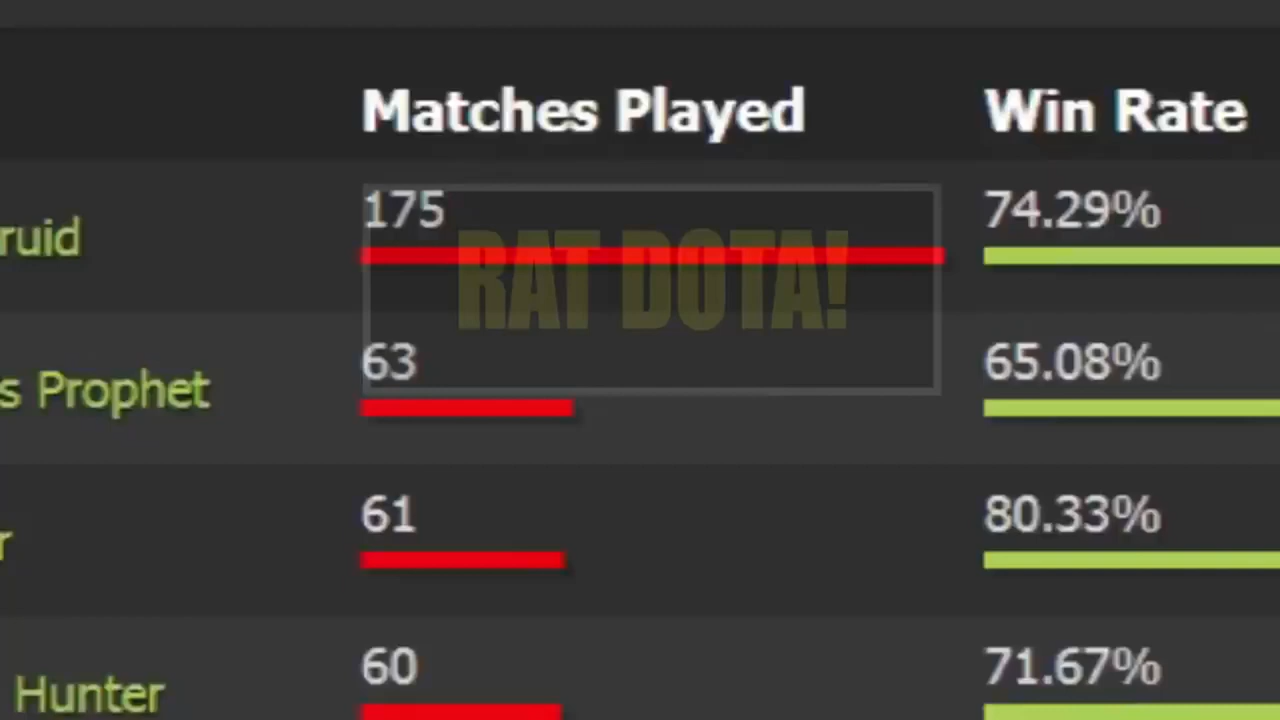 Matches Played Win Rate
175 74.29%
ruid
RAT DOTA!
63 65.08%
s Prophet
61 80.33%
r
60 71.67%
Hunter